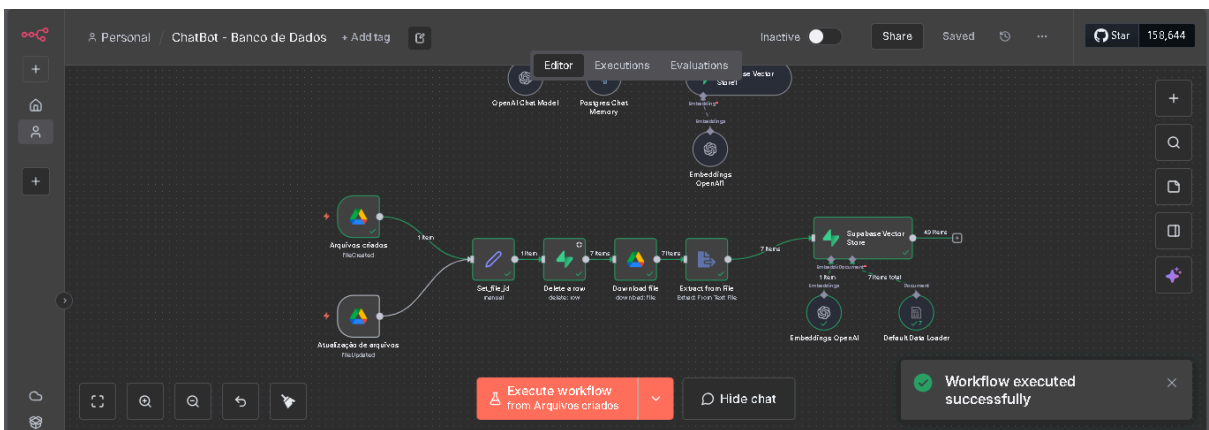 Personal / ChatBot - Banco de Dados + Add tag
Inactive
Share
Saved
...
Star 158,644
Editor Executions Evaluations
OpenAI Chat Model
Postgres Chat
Memory
Embedding*
Embeddings
Embeddings
OpenAI1
Arquivos criados
fileCreated
1 item
Atualização de arquivos
fileUpdated
Set_file_id
manual
1 item
Delete a row
delete: row
7 items
Download file
download: file
7 items
Extract from File
Extract From Text File
7 items
Supabase Vector
Store
49 items
Document*
1 item
7 items total
Embeddings
Document
Embeddings OpenAI
Default Data Loader
7
Execute workflow
from Arquivos criados
Hide chat
Workflow executed
successfully